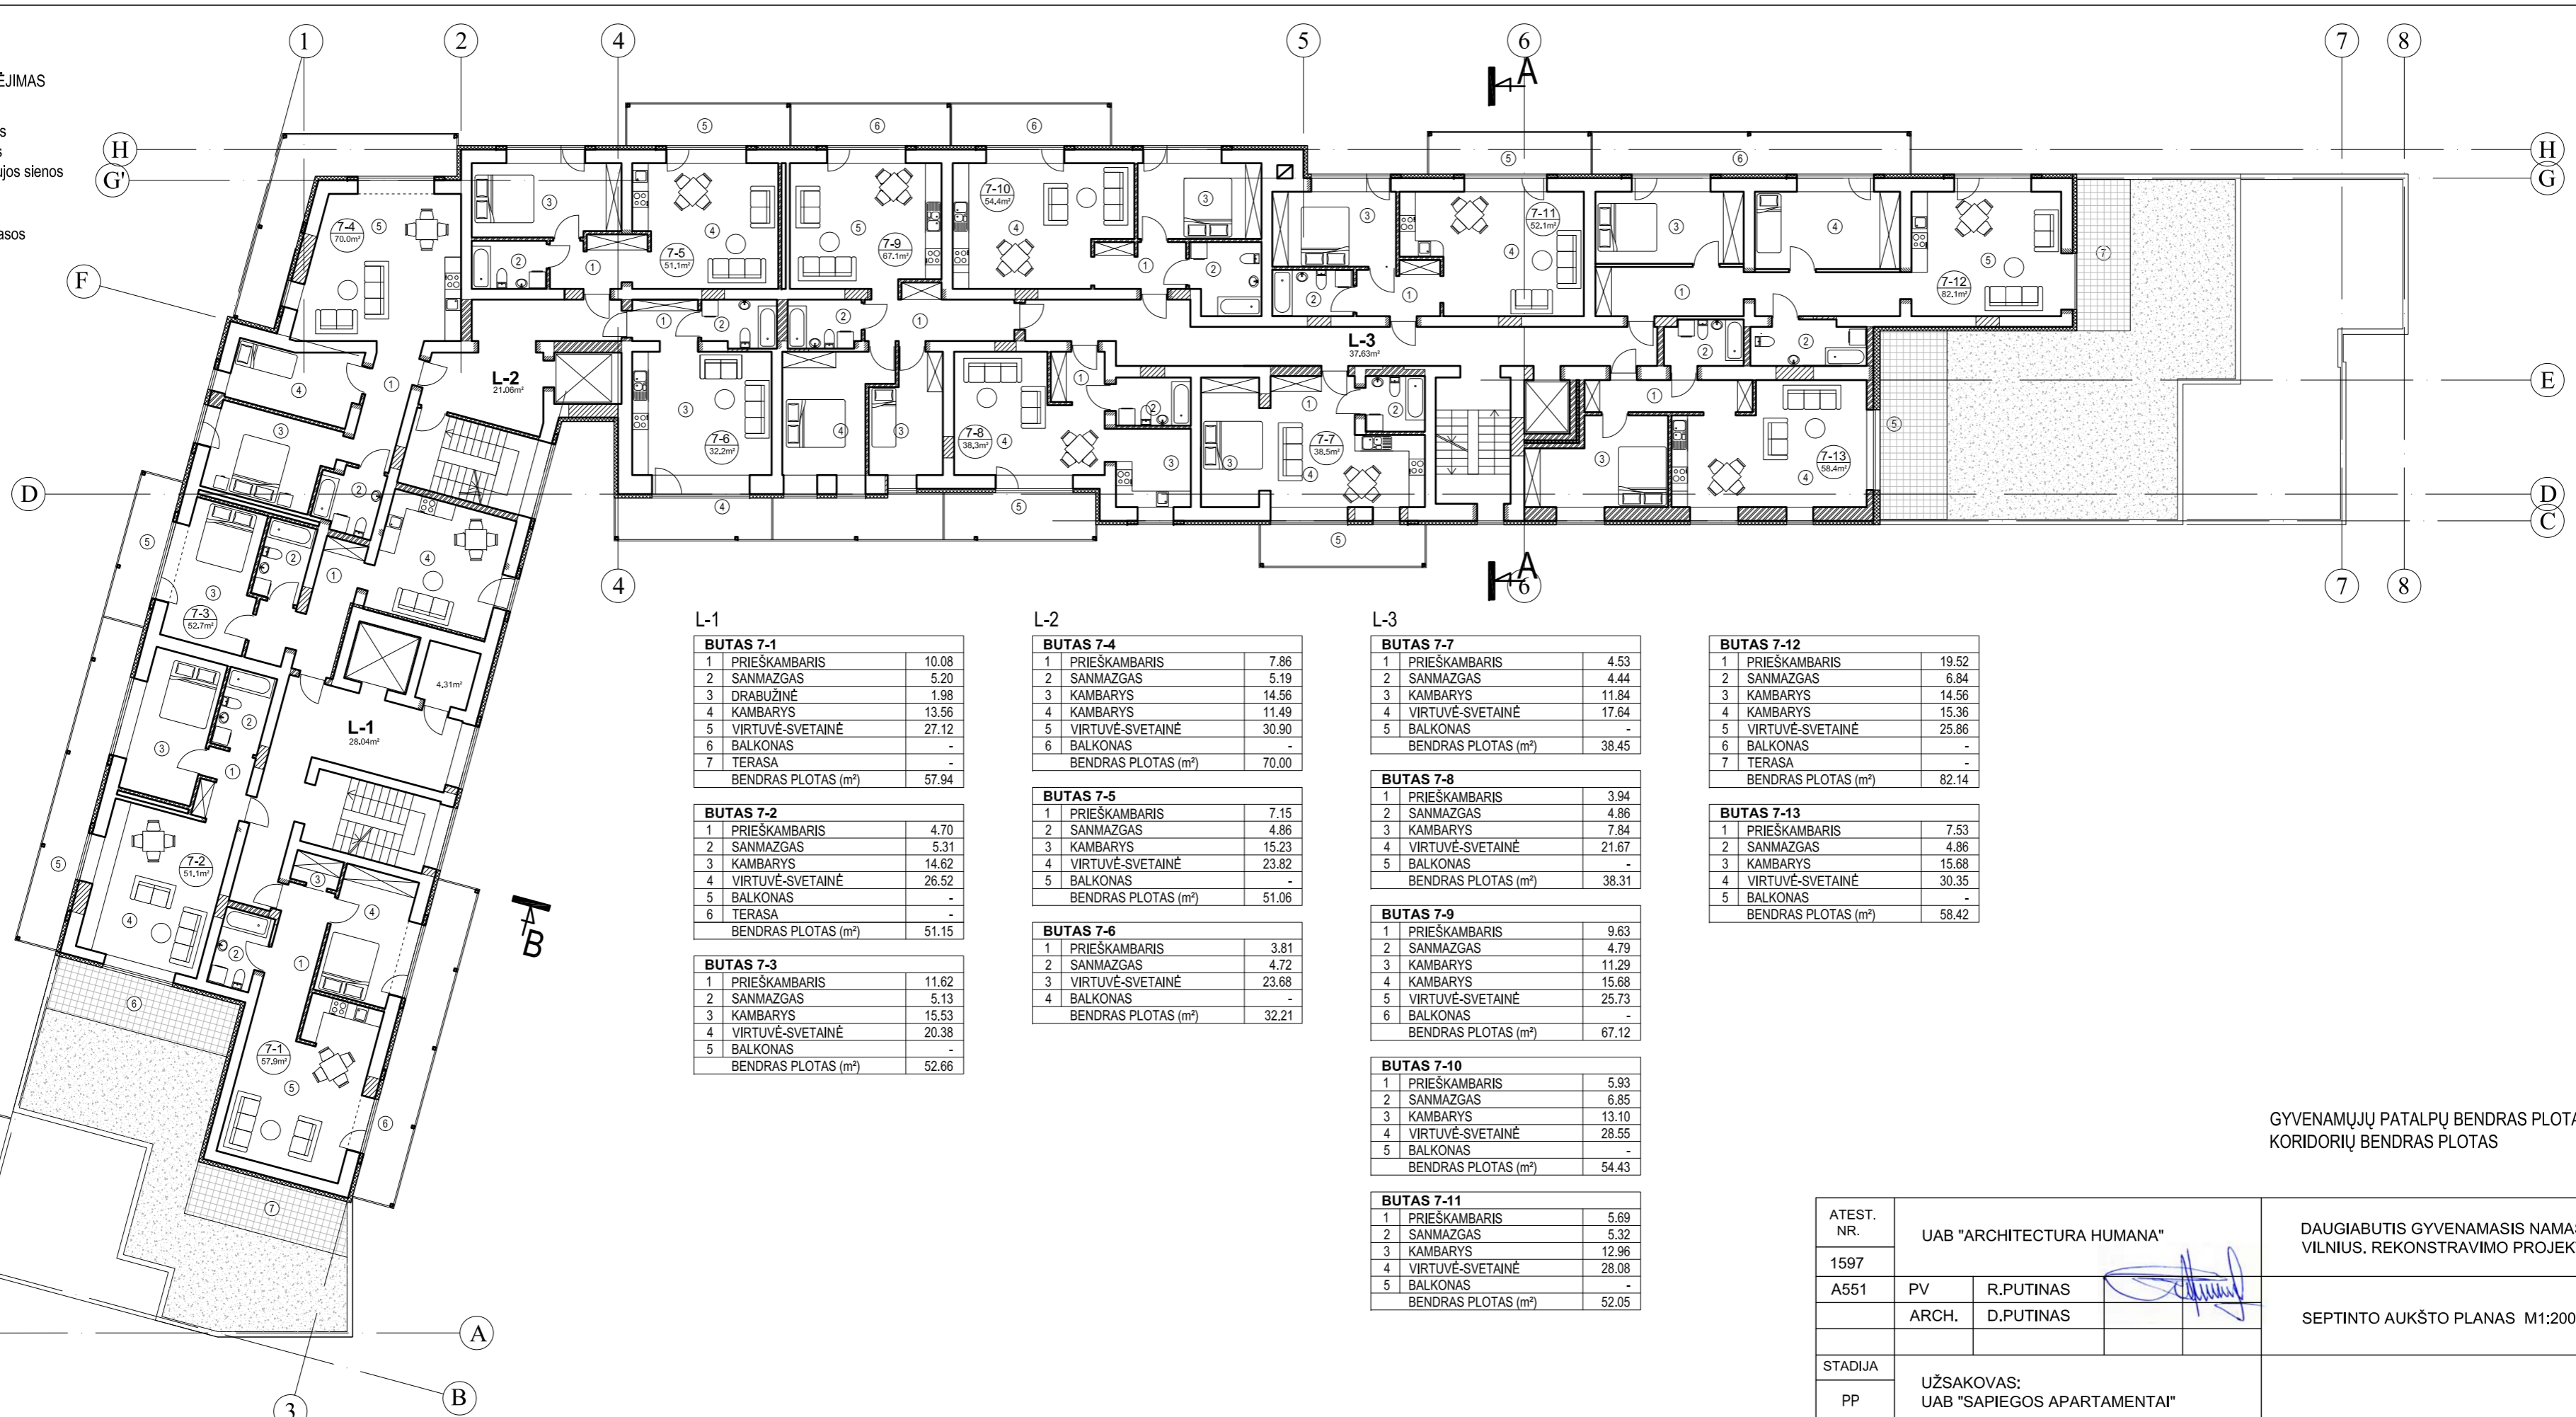 1
2
4
5
6
7
8
A
H
G'
F
D
H
G
E
D
C
4
A
6
7
8
7-4
70.0m²
7-5
51.1m²
7-9
67.1m²
7-10
54.4m²
7-11
52.1m²
7-12
82.1m²
L-2
21.06m²
7-6
32.2m²
7-8
38.3m²
L-3
37.63m²
7-7
38.5m²
7-13
58.4m²
7-3
52.7m²
4.31m²
L-1
28.04m²
7-2
51.1m²
7-1
57.9m²
B
A
B
3
L-1
BUTAS 7-1
1 PRIEŠKAMBARIS 10.08
2 SANMAZGAS 5.20
3 DRABUŽINĖ 1.98
4 KAMBARYS 13.56
5 VIRTUVĖ-SVETAINĖ 27.12
6 BALKONAS -
7 TERASA -
BENDRAS PLOTAS (m²) 57.94
BUTAS 7-2
1 PRIEŠKAMBARIS 4.70
2 SANMAZGAS 5.31
3 KAMBARYS 14.62
4 VIRTUVĖ-SVETAINĖ 26.52
5 BALKONAS -
6 TERASA -
BENDRAS PLOTAS (m²) 51.15
BUTAS 7-3
1 PRIEŠKAMBARIS 11.62
2 SANMAZGAS 5.13
3 KAMBARYS 15.53
4 VIRTUVĖ-SVETAINĖ 20.38
5 BALKONAS -
BENDRAS PLOTAS (m²) 52.66
L-2
BUTAS 7-4
1 PRIEŠKAMBARIS 7.86
2 SANMAZGAS 5.19
3 KAMBARYS 14.56
4 KAMBARYS 11.49
5 VIRTUVĖ-SVETAINĖ 30.90
6 BALKONAS -
BENDRAS PLOTAS (m²) 70.00
BUTAS 7-5
1 PRIEŠKAMBARIS 7.15
2 SANMAZGAS 4.86
3 KAMBARYS 15.23
4 VIRTUVĖ-SVETAINĖ 23.82
5 BALKONAS -
BENDRAS PLOTAS (m²) 51.06
BUTAS 7-6
1 PRIEŠKAMBARIS 3.81
2 SANMAZGAS 4.72
3 VIRTUVĖ-SVETAINĖ 23.68
4 BALKONAS -
BENDRAS PLOTAS (m²) 32.21
L-3
BUTAS 7-7
1 PRIEŠKAMBARIS 4.53
2 SANMAZGAS 4.44
3 KAMBARYS 11.84
4 VIRTUVĖ-SVETAINĖ 17.64
5 BALKONAS -
BENDRAS PLOTAS (m²) 38.45
BUTAS 7-8
1 PRIEŠKAMBARIS 3.94
2 SANMAZGAS 4.86
3 KAMBARYS 7.84
4 VIRTUVĖ-SVETAINĖ 21.67
5 BALKONAS -
BENDRAS PLOTAS (m²) 38.31
BUTAS 7-9
1 PRIEŠKAMBARIS 9.63
2 SANMAZGAS 4.79
3 KAMBARYS 11.29
4 KAMBARYS 15.68
5 VIRTUVĖ-SVETAINĖ 25.73
6 BALKONAS -
BENDRAS PLOTAS (m²) 67.12
BUTAS 7-10
1 PRIEŠKAMBARIS 5.93
2 SANMAZGAS 6.85
3 KAMBARYS 13.10
4 VIRTUVĖ-SVETAINĖ 28.55
5 BALKONAS -
BENDRAS PLOTAS (m²) 54.43
BUTAS 7-11
1 PRIEŠKAMBARIS 5.69
2 SANMAZGAS 5.32
3 KAMBARYS 12.96
4 VIRTUVĖ-SVETAINĖ 28.08
5 BALKONAS -
BENDRAS PLOTAS (m²) 52.05
BUTAS 7-12
1 PRIEŠKAMBARIS 19.52
2 SANMAZGAS 6.84
3 KAMBARYS 14.56
4 KAMBARYS 15.36
5 VIRTUVĖ-SVETAINĖ 25.86
6 BALKONAS -
7 TERASA -
BENDRAS PLOTAS (m²) 82.14
BUTAS 7-13
1 PRIEŠKAMBARIS 7.53
2 SANMAZGAS 4.86
3 KAMBARYS 15.68
4 VIRTUVĖ-SVETAINĖ 30.35
5 BALKONAS -
BENDRAS PLOTAS (m²) 58.42
GYVENAMŲJŲ PATALPŲ BENDRAS PLOTA
KORIDORIŲ BENDRAS PLOTAS
ATEST.
NR.
1597
UAB "ARCHITECTURA HUMANA"
DAUGIABUTIS GYVENAMASIS NAMAS
VILNIUS. REKONSTRAVIMO PROJEK
A551 PV R.PUTINAS
ARCH. D.PUTINAS
SEPTINTO AUKŠTO PLANAS M1:200
STADIJA
PP
UŽSAKOVAS:
UAB "SAPIEGOS APARTAMENTAI"